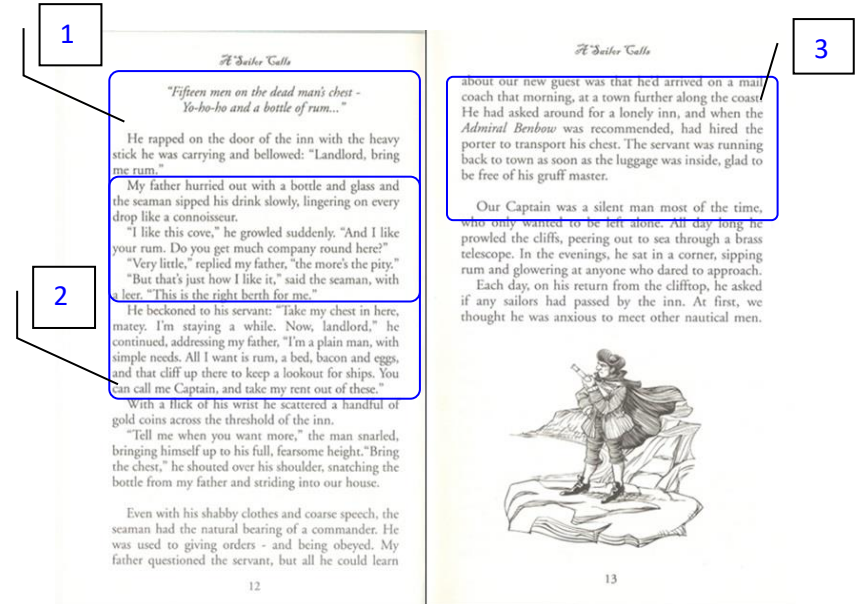 1
A Sailor Calls
"Fifteen men on the dead man's chest -
Yo-ho-ho and a bottle of rum..."
He rapped on the door of the inn with the heavy
stick he was carrying and bellowed: "Landlord, bring
me rum."
My father hurried out with a bottle and glass and
the seaman sipped his drink slowly, lingering on every
drop like a connoisseur.
"I like this cove," he growled suddenly. "And I like
your rum. Do you get much company round here?"
"Very little," replied my father, "the more's the pity."
"But that's just how I like it," said the seaman, with
a leer. "This is the right berth for me."
2
He beckoned to his servant: "Take my chest in here,
matey. I'm staying a while. Now, landlord," he
continued, addressing my father, "I'm a plain man, with
simple needs. All I want is rum, a bed, bacon and eggs,
and that cliff up there to keep a lookout for ships. You
can call me Captain, and take my rent out of these."
With a flick of his wrist he scattered a handful of
gold coins across the threshold of the inn.
"Tell me when you want more," the man snarled,
bringing himself up to his full, fearsome height."Bring
the chest," he shouted over his shoulder, snatching the
bottle from my father and striding into our house.
Even with his shabby clothes and coarse speech, the
seaman had the natural bearing of a commander. He
was used to giving orders - and being obeyed. My
father questioned the servant, but all he could learn
12
A Sailor Calls
3
about our new guest was that he'd arrived on a mail
coach that morning, at a town further along the coast.
He had asked around for a lonely inn, and when the
Admiral Benbow was recommended, had hired the
porter to transport his chest. The servant was running
back to town as soon as the luggage was inside, glad to
be free of his gruff master.
Our Captain was a silent man most of the time,
who only wanted to be left alone. All day long he
prowled the cliffs, peering out to sea through a brass
telescope. In the evenings, he sat in a corner, sipping
rum and glowering at anyone who dared to approach.
Each day, on his return from the clifftop, he asked
if any sailors had passed by the inn. At first, we
thought he was anxious to meet other nautical men.
13